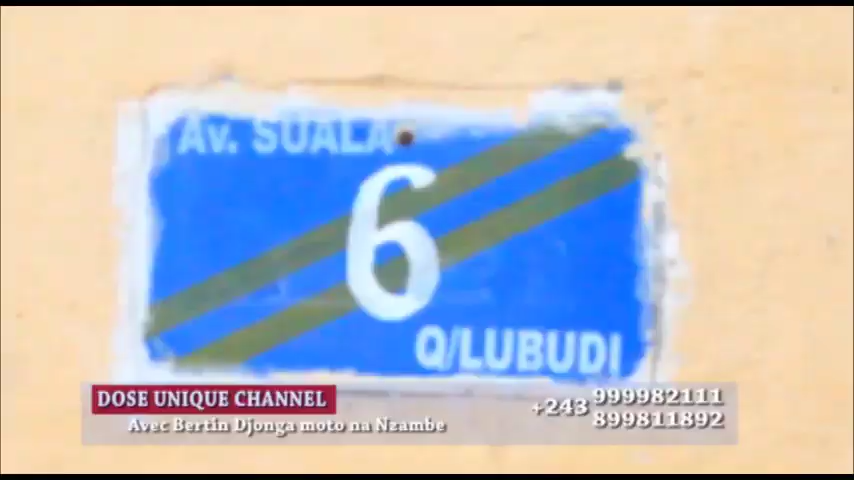 Av. SUALA
6
Q/LUBUDI
DOSE UNIQUE CHANNEL
Avec Bertin Djonga moto na Nzambe
+243 999982111
899811892